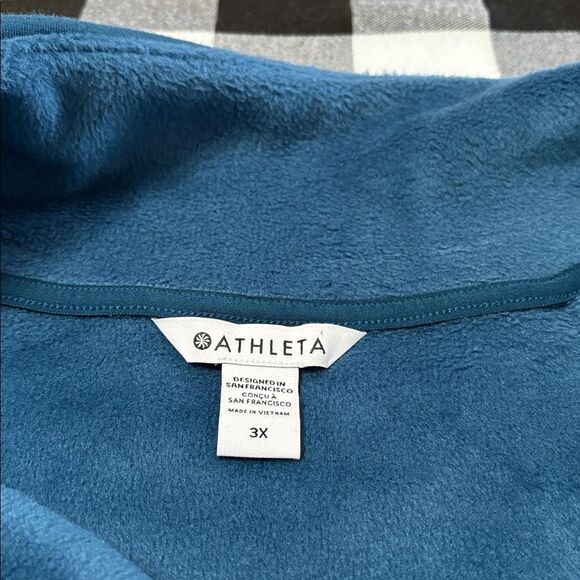 ATHLETA
DESIGNED IN
SAN FRANCISCO
CONÇU À
SAN FRANCISCO
MADE IN VIETNAM
3X